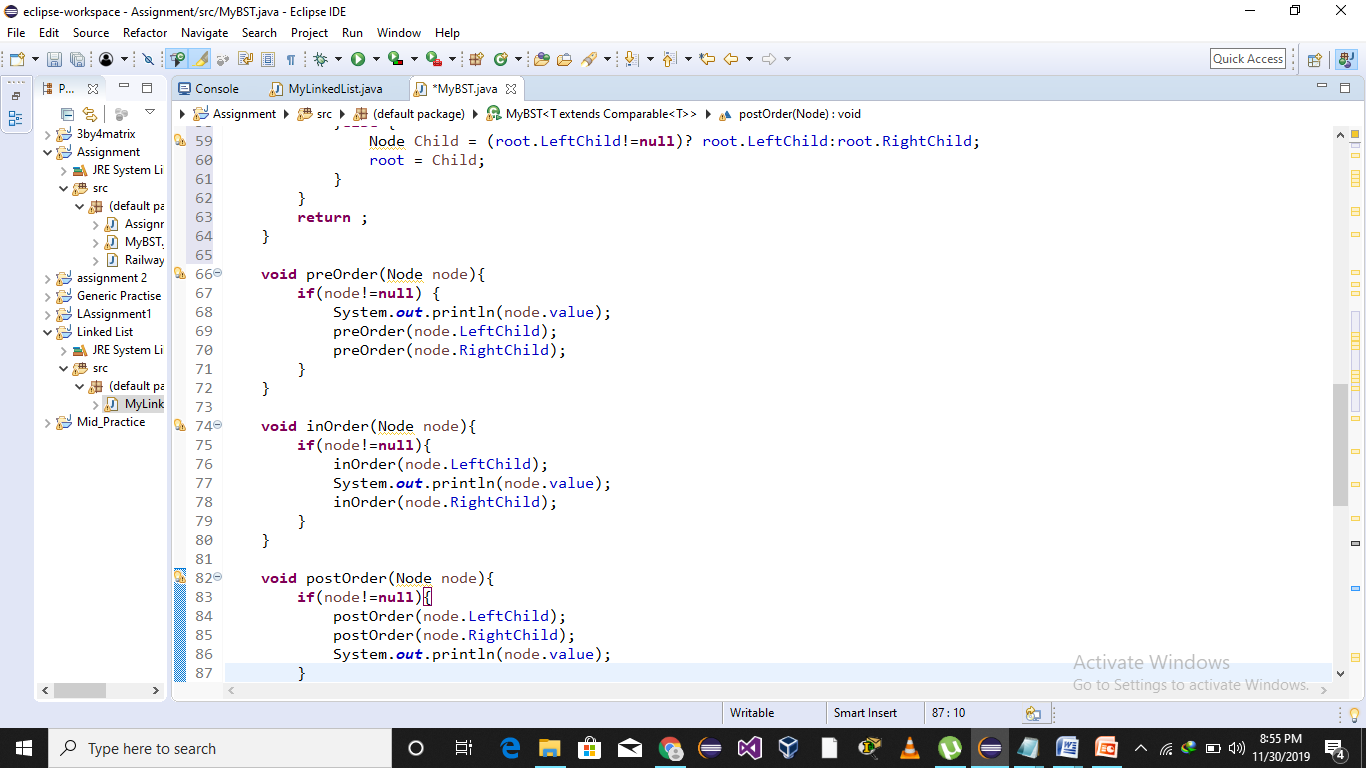 eclipse-workspace - Assignment/src/MyBST.java - Eclipse IDE
File Edit Source Refactor Navigate Search Project Run Window Help
Quick Access
P...
Console MyLinkedList.java *MyBST.java
Assignment src (default package) MyBST<T extends Comparable<T>> postOrder(Node) : void
3by4matrix
Assignment
JRE System Li
src
(default pa
Assignr
MyBST.
Railway
assignment 2
Generic Practise
LAssignment1
Linked List
JRE System Li
src
(default pa
MyLink
Mid_Practice
59 Node Child = (root.LeftChild!=null)? root.LeftChild:root.RightChild;
60 root = Child;
61 }
62 }
63 return ;
64 }
65
66 void preOrder(Node node){
67 if(node!=null) {
68 System.out.println(node.value);
69 preOrder(node.LeftChild);
70 preOrder(node.RightChild);
71 }
72 }
73
74 void inOrder(Node node){
75 if(node!=null){
76 inOrder(node.LeftChild);
77 System.out.println(node.value);
78 inOrder(node.RightChild);
79 }
80 }
81
82 void postOrder(Node node){
83 if(node!=null){
84 postOrder(node.LeftChild);
85 postOrder(node.RightChild);
86 System.out.println(node.value);
87 }
Activate Windows
Go to Settings to activate Windows.
Writable Smart Insert 87 : 10
Type here to search
8:55 PM
11/30/2019
4